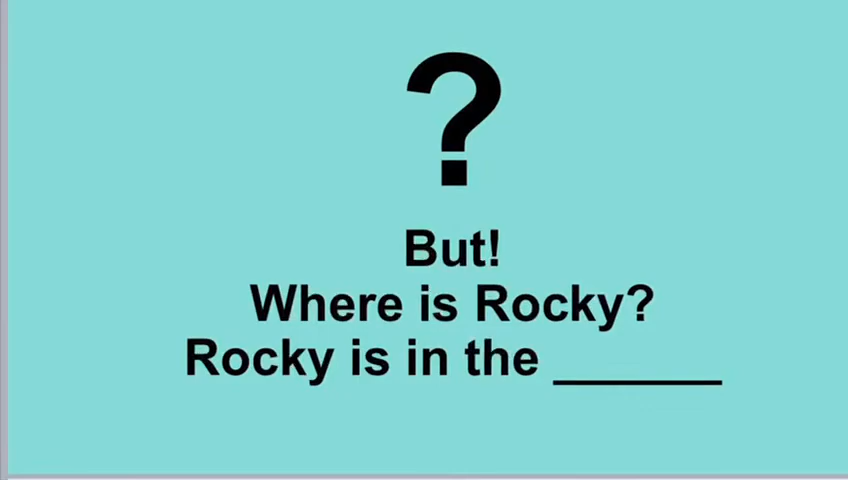 ?
But!
Where is Rocky?
Rocky is in the ______